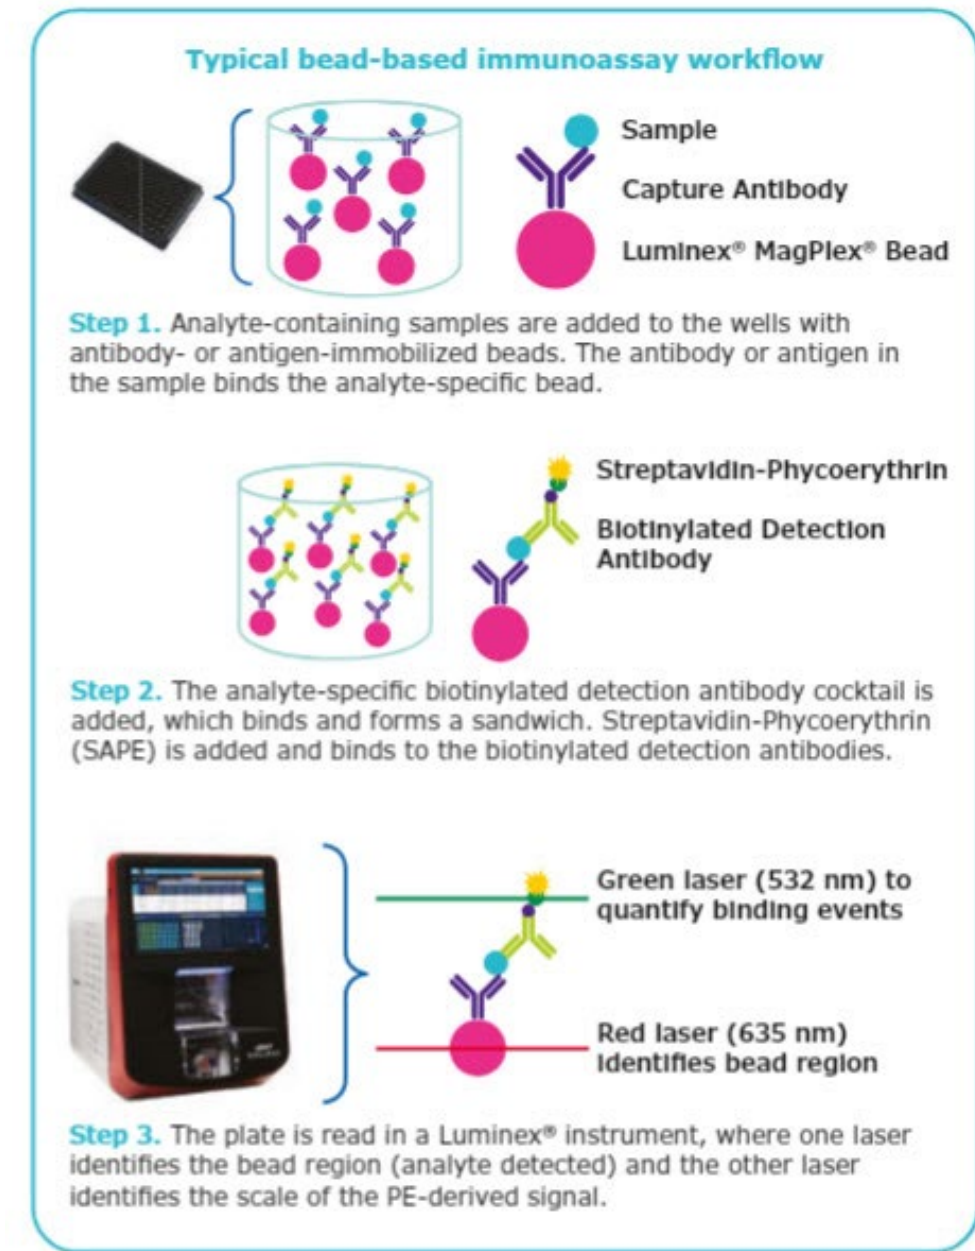 Typical bead-based immunoassay workflow
Sample
Capture Antibody
Luminex® MagPlex® Bead
Step 1. Analyte-containing samples are added to the wells with
antibody- or antigen-immobilized beads. The antibody or antigen in
the sample binds the analyte-specific bead.
Streptavidin-Phycoerythrin
Biotinylated Detection
Antibody
Step 2. The analyte-specific biotinylated detection antibody cocktail is
added, which binds and forms a sandwich. Streptavidin-Phycoerythrin
(SAPE) is added and binds to the biotinylated detection antibodies.
Green laser (532 nm) to
quantify binding events
Red laser (635 nm)
identifies bead region
Step 3. The plate is read in a Luminex® instrument, where one laser
identifies the bead region (analyte detected) and the other laser
identifies the scale of the PE-derived signal.